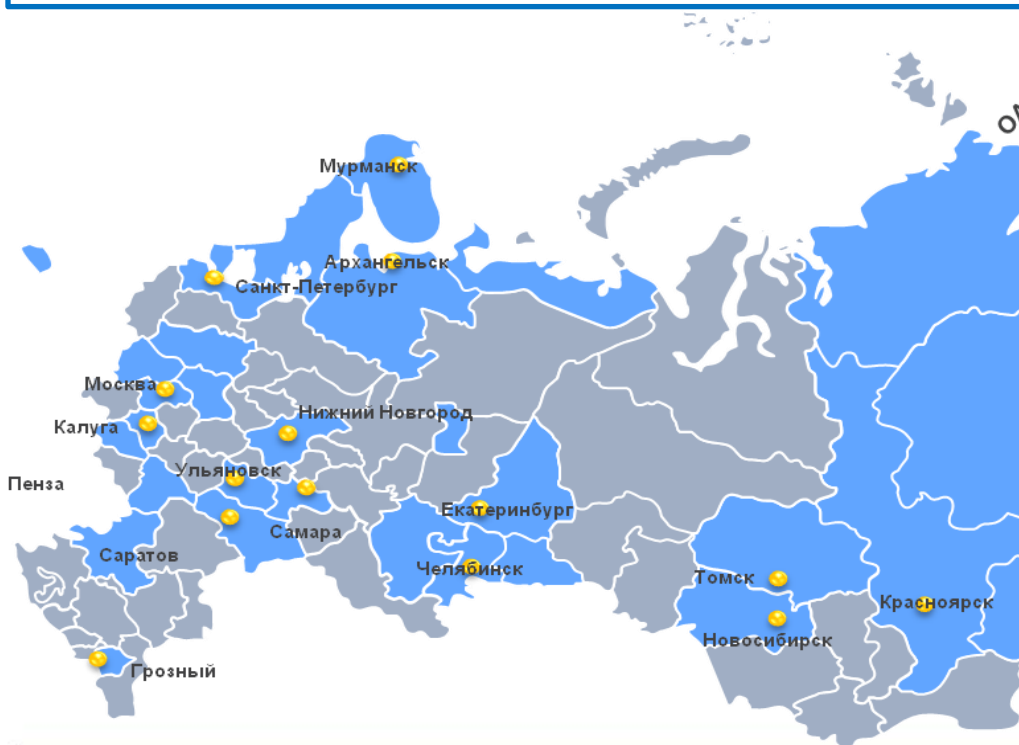 Мурманск
Архангельск
Санкт-Петербург
Москва
Нижний Новгород
Калуга
Ульяновск
Пенза
Екатеринбург
Самара
Саратов
Челябинск
Томск
Красноярск
Новосибирск
Грозный